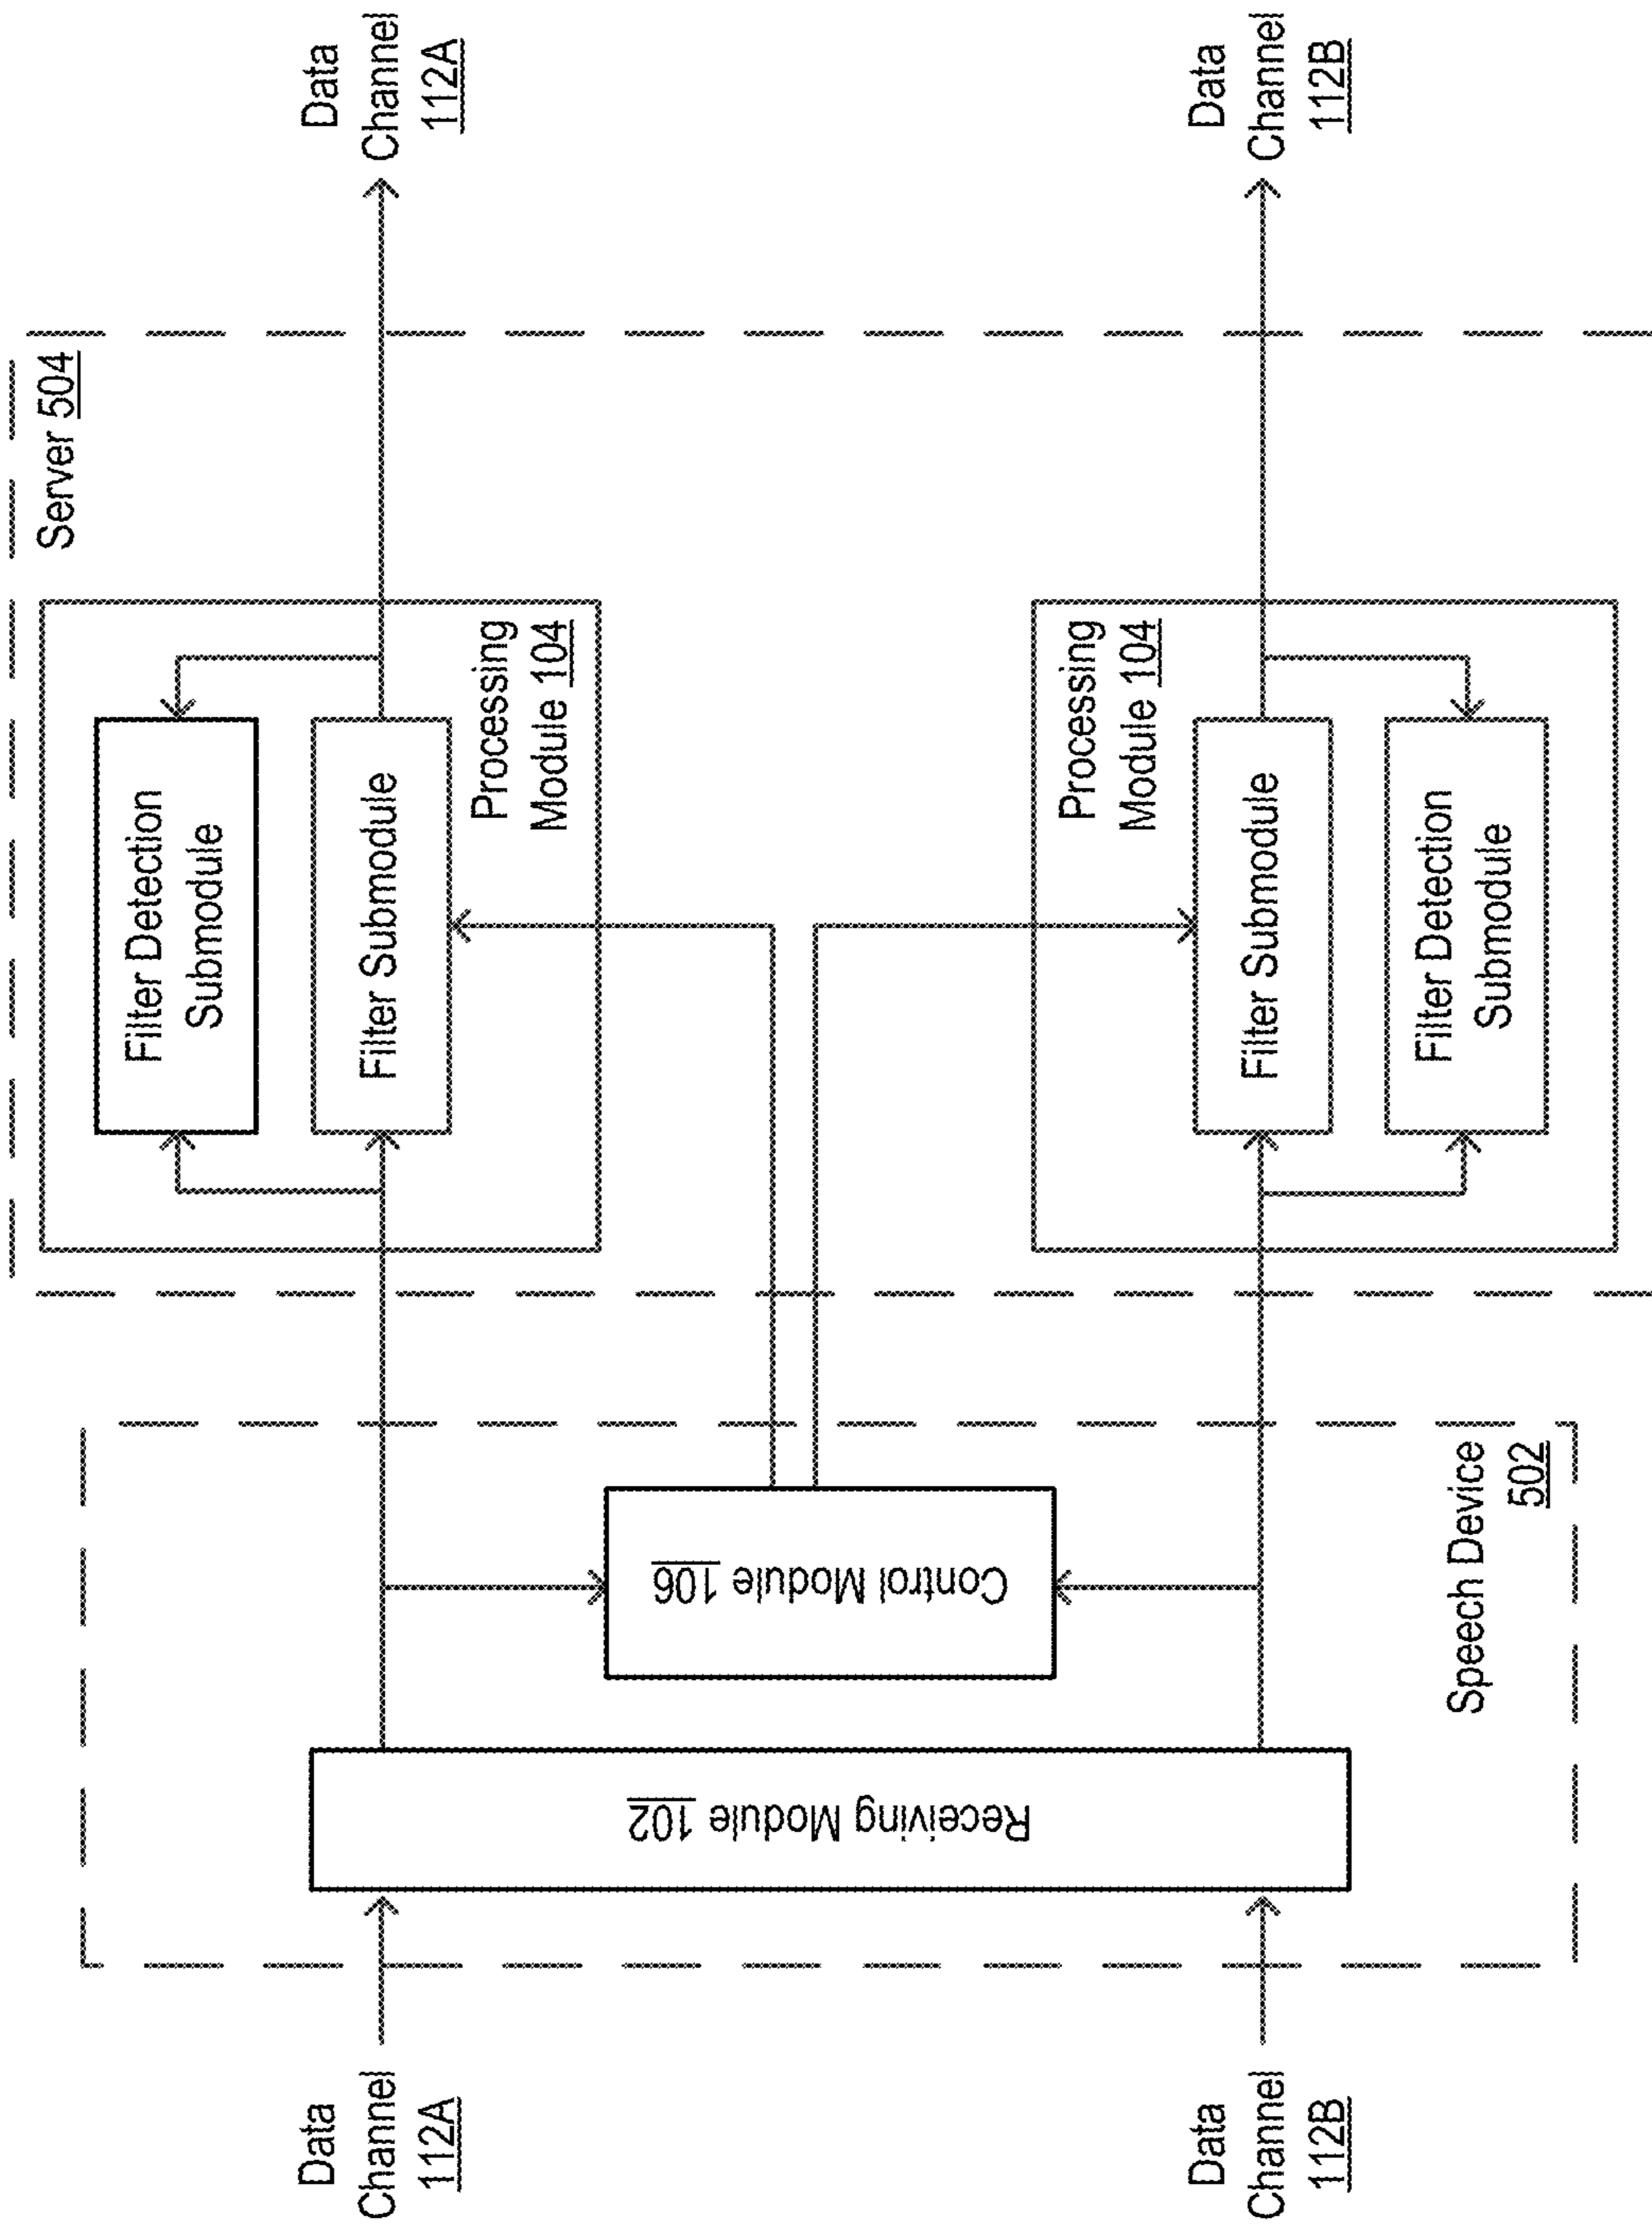 Server 504
Filter Detection
Submodule
Data
Channel
112A
Filter Submodule
Data
Channel
112A
Processing
Module 104
Receiving Module 102
Control Module 106
Processing
Module 104
Data
Channel
112B
Filter Submodule
Data
Channel
112B
Filter Detection
Submodule
Speech Device
502